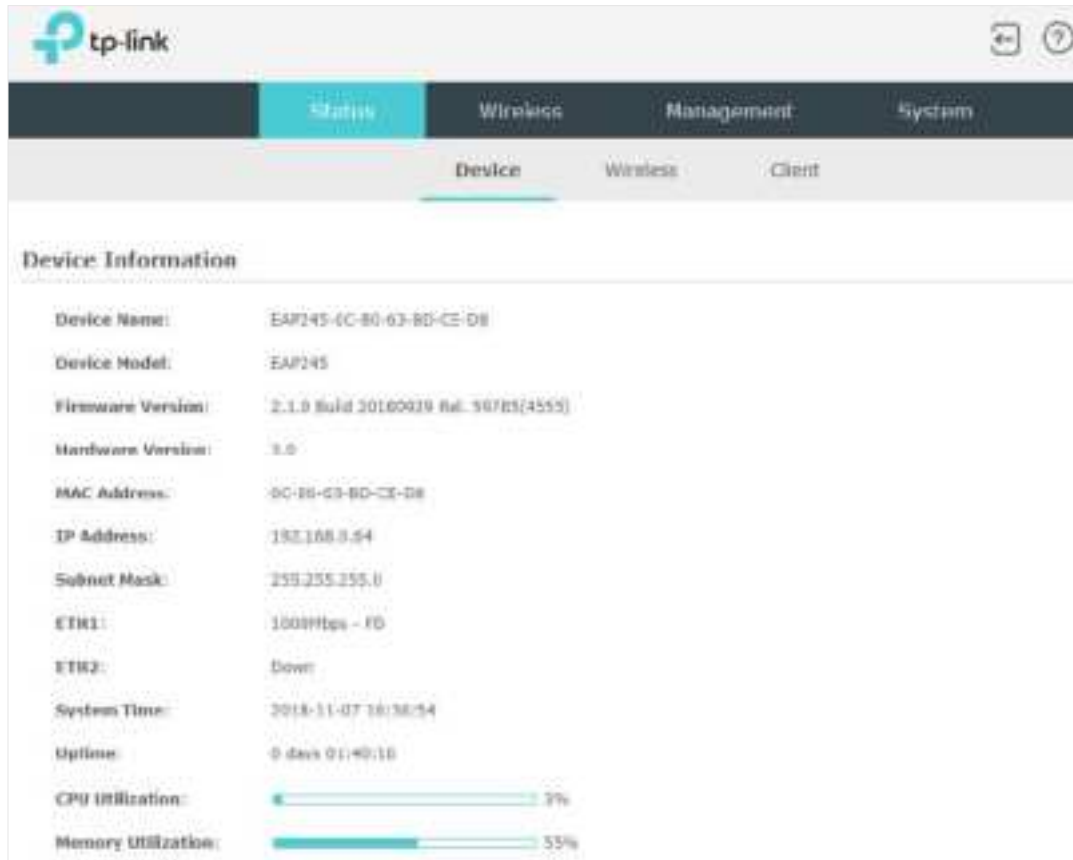 tp-link
Status Wireless Management System
Device Wireless Client
Device Information
Device Name: EAP245-0C-80-63-BD-CE-D8
Device Model: EAP245
Firmware Version: 2.1.0 Build 20180929 Rel. 59785(4555)
Hardware Version: 3.0
MAC Address: 0C-80-63-BD-CE-D8
IP Address: 192.168.0.64
Subnet Mask: 255.255.255.0
ETH1: 1000Mbps - FD
ETH2: Down
System Time: 2018-11-07
Uptime: 0 days 01:40:10
CPU Utilization: 3%
Memory Utilization: 55%